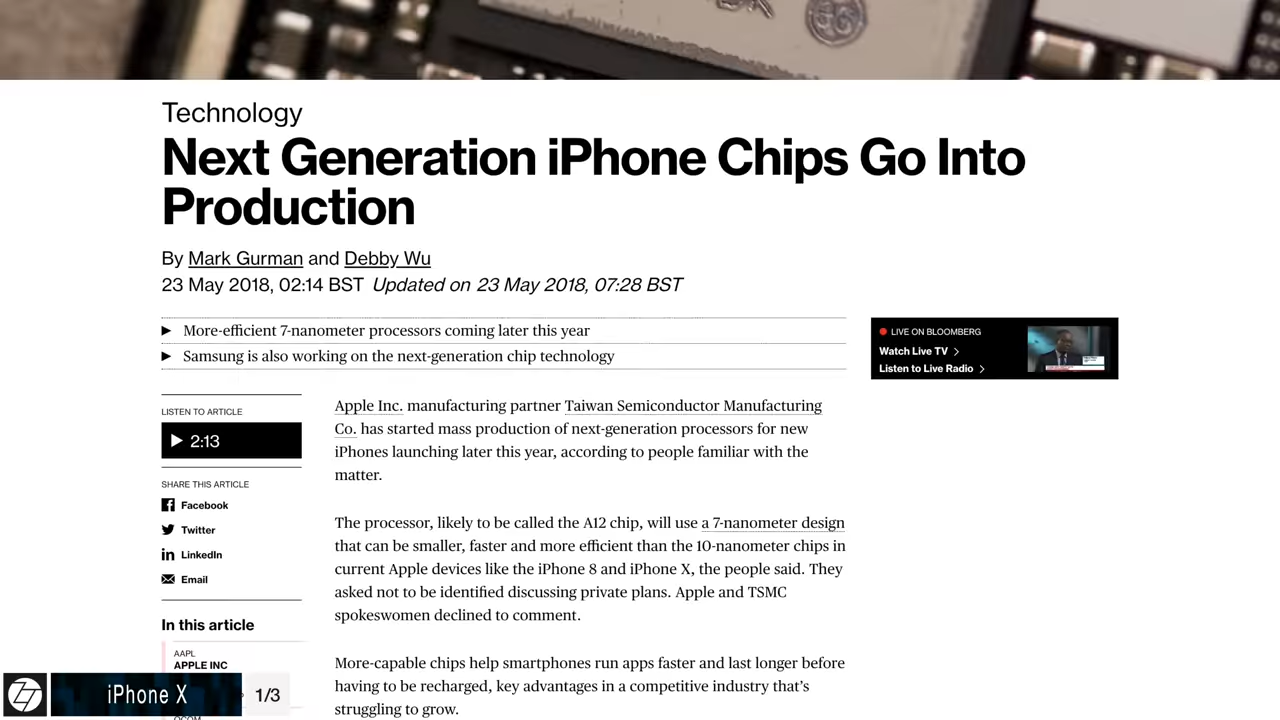 Technology
Next Generation iPhone Chips Go Into
Production
By Mark Gurman and Debby Wu
23 May 2018, 02:14 BST Updated on 23 May 2018, 07:28 BST
▶ More-efficient 7-nanometer processors coming later this year
▶ Samsung is also working on the next-generation chip technology
LIVE ON BLOOMBERG
Watch Live TV >
Listen to Live Radio >
LISTEN TO ARTICLE
▶ 2:13
SHARE THIS ARTICLE
Facebook
Twitter
LinkedIn
Email
In this article
AAPL
APPLE INC
Apple Inc. manufacturing partner Taiwan Semiconductor Manufacturing
Co. has started mass production of next-generation processors for new
iPhones launching later this year, according to people familiar with the
matter.
The processor, likely to be called the A12 chip, will use a 7-nanometer design
that can be smaller, faster and more efficient than the 10-nanometer chips in
current Apple devices like the iPhone 8 and iPhone X, the people said. They
asked not to be identified discussing private plans. Apple and TSMC
spokeswomen declined to comment.
More-capable chips help smartphones run apps faster and last longer before
having to be recharged, key advantages in a competitive industry that's
struggling to grow.
iPhone X
1/3